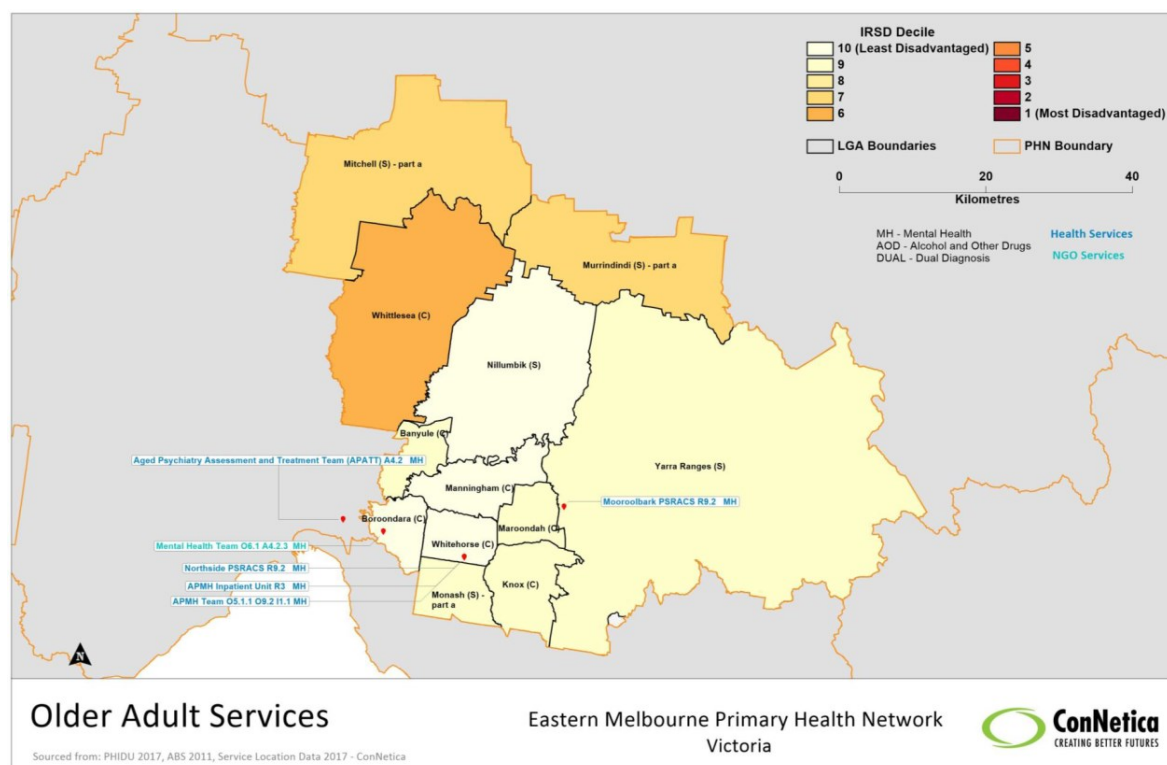 IRSD Decile
10 (Least Disadvantaged)
9
8
7
6
5
4
3
2
1 (Most Disadvantaged)
LGA Boundaries
PHN Boundary
0 20 40
Kilometres
MH - Mental Health
AOD - Alcohol and Other Drugs
DUAL - Dual Diagnosis
Health Services
NGO Services
Mitchell (S) - part a
Murrindindi (S) - part a
Whittlesea (C)
Nillumbik (S)
Banyule (C)
Aged Psychiatry Assessment and Treatment Team (APATT) A4.2 MH
Yarra Ranges (S)
Manningham (C)
Mooroolbark PSRACS R9.2 MH
Boroondara (C)
Maroondah (C)
Mental Health Team O6.1 A4.2.3 MH
Whitehorse (C)
Northside PSRACS R9.2 MH
APMH Inpatient Unit R3 MH
Knox (C)
APMH Team O5.1.1 O9.2 I1.1 MH
Monash (S) -
part a
N
Older Adult Services
Eastern Melbourne Primary Health Network
Victoria
ConNetica
CREATING BETTER FUTURES
Sourced from: PHIDU 2017, ABS 2011, Service Location Data 2017 - ConNetica